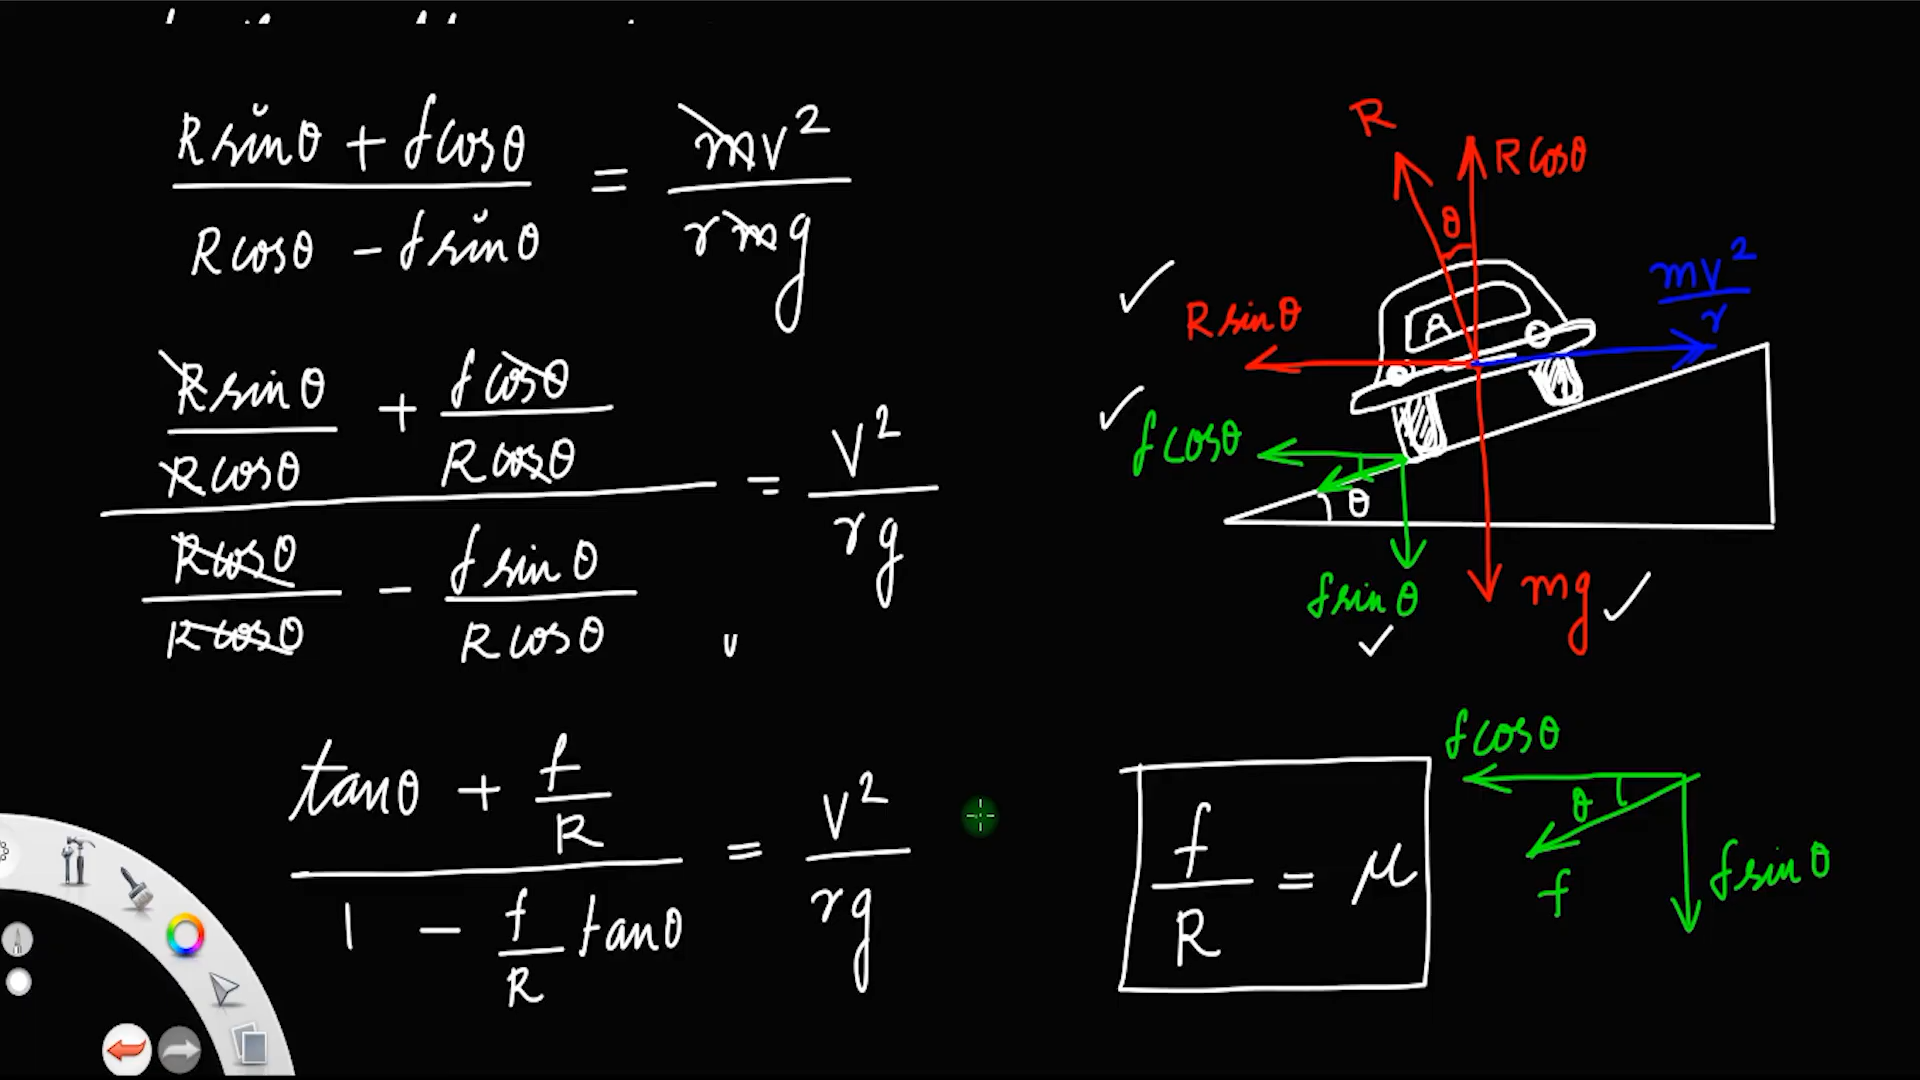 R sinθ + f cosθ / R cosθ - f sinθ = mv² / rmg
R sinθ / R cosθ + f cosθ / R cosθ
R cosθ / R cosθ - f sinθ / R cosθ
= v² / rg
tanθ + f/R / 1 - f/R tanθ = v² / rg
R
R cosθ
θ
mv² / r
R sinθ
f cosθ
θ
f sinθ
mg
f/R = μ
f cosθ
θ
f
f sinθ